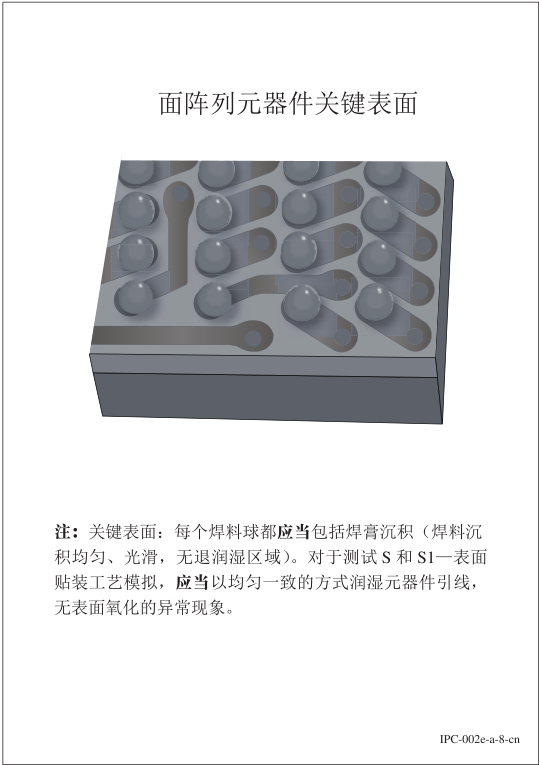 面阵列元器件关键表面
注：关键表面：每个焊料球都应当包括焊膏沉积（焊料沉
积均匀、光滑，无退润湿区域）。对于测试 S 和 S1—表面
贴装工艺模拟，应当以均匀一致的方式润湿元器件引线，
无表面氧化的异常现象。
IPC-002e-a-8-cn